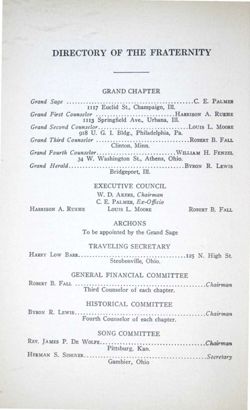 DIRECTORY OF THE FRATERNITY
GRAND CHAPTER
Grand Sage ........................................C. E. PALMER
1117 Euclid St., Champaign, Ill.
Grand First Counselor ........................HARRISON A. RUEHE
1113 Springfield Ave., Urbana, Ill.
Grand Second Counselor............................LOUIS L. MOORE
918 U. G. I. Bldg., Philadelphia, Pa.
Grand Third Counselor .............................ROBERT B. FALL
Clinton, Minn.
Grand Fourth Counselor.......................WILLIAM H. FENZEL
34 W. Washington St., Athens, Ohio.
Grand Herald....................................BYRON R. LEWIS
Bridgeport, Ill.
EXECUTIVE COUNCIL
W. D. AKERS, Chairman
C. E. PALMER, Ex-Officio
HARRISON A. RUEHE LOUIS L. MOORE ROBERT B. FALL
ARCHONS
To be appointed by the Grand Sage
TRAVELING SECRETARY
HARRY LOW BARR....................................125 N. High St.
Steubenville, Ohio.
GENERAL FINANCIAL COMMITTEE
ROBERT B. FALL ........................................Chairman
Third Counselor of each chapter.
HISTORICAL COMMITTEE
BYRON R. LEWIS........................................Chairman
Fourth Counselor of each chapter.
SONG COMMITTEE
REV. JAMES P. DE WOLFE..................................Chairman
Pittsburg, Kan.
HERMAN S. ....................................Secretary
Gambier, Ohio